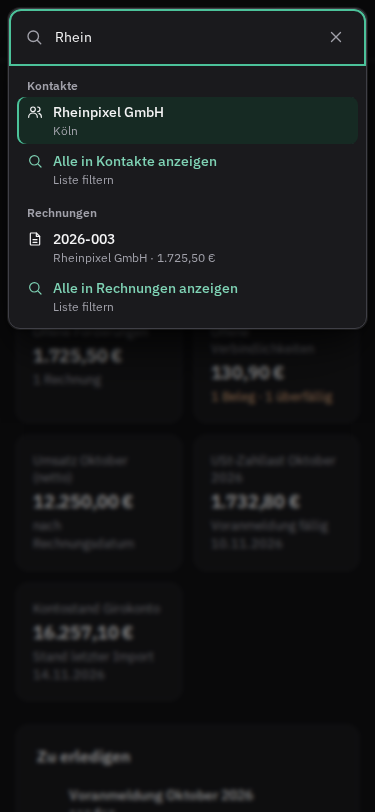 Rhein
Kontakte
Rheinpixel GmbH
Köln
Alle in Kontakte anzeigen
Liste filtern
Rechnungen
2026-003
Rheinpixel GmbH · 1.725,50 €
Alle in Rechnungen anzeigen
Liste filtern
1.725,50 €
1 Rechnung
Verbindlichkeiten
130,90 €
1 Beleg · 1 überfällig
Umsatz Oktober
(netto)
12.250,00 €
nach
Rechnungsdatum
USt-Zahllast Oktober
2026
1.732,80 €
Voranmeldung fällig
10.11.2026
Kontostand Girokonto
16.257,10 €
Stand letzter Import
14.11.2026
Zu erledigen
Voranmeldung Oktober 2026